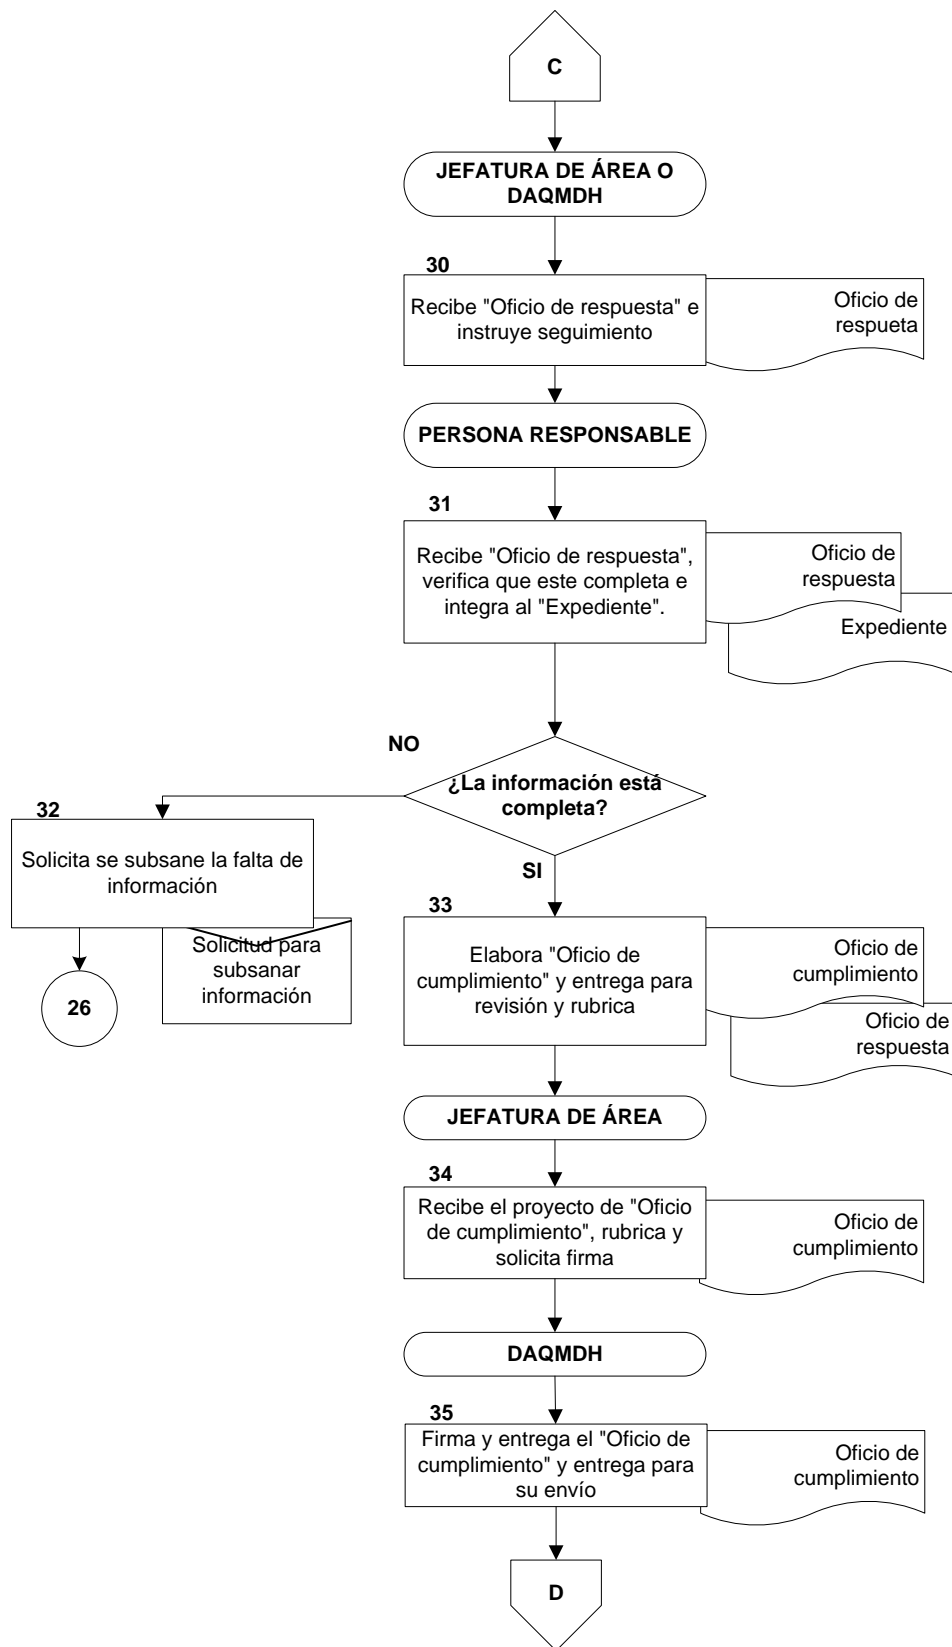 C
JEFATURA DE ÁREA O
DAQMDH
30
Recibe "Oficio de respuesta" e
instruye seguimiento
Oficio de
respueta
PERSONA RESPONSABLE
31
Recibe "Oficio de respuesta",
verifica que este completa e
integra al "Expediente".
Oficio de
respuesta
Expediente
NO
¿La información está
completa?
32
Solicita se subsane la falta de
información
Solicitud para
subsanar
información
26
SI
33
Elabora "Oficio de
cumplimiento" y entrega para
revisión y rubrica
Oficio de
cumplimiento
Oficio de
respuesta
JEFATURA DE ÁREA
34
Recibe el proyecto de "Oficio
de cumplimiento", rubrica y
solicita firma
Oficio de
cumplimiento
DAQMDH
35
Firma y entrega el "Oficio de
cumplimiento" y entrega para
su envío
Oficio de
cumplimiento
D